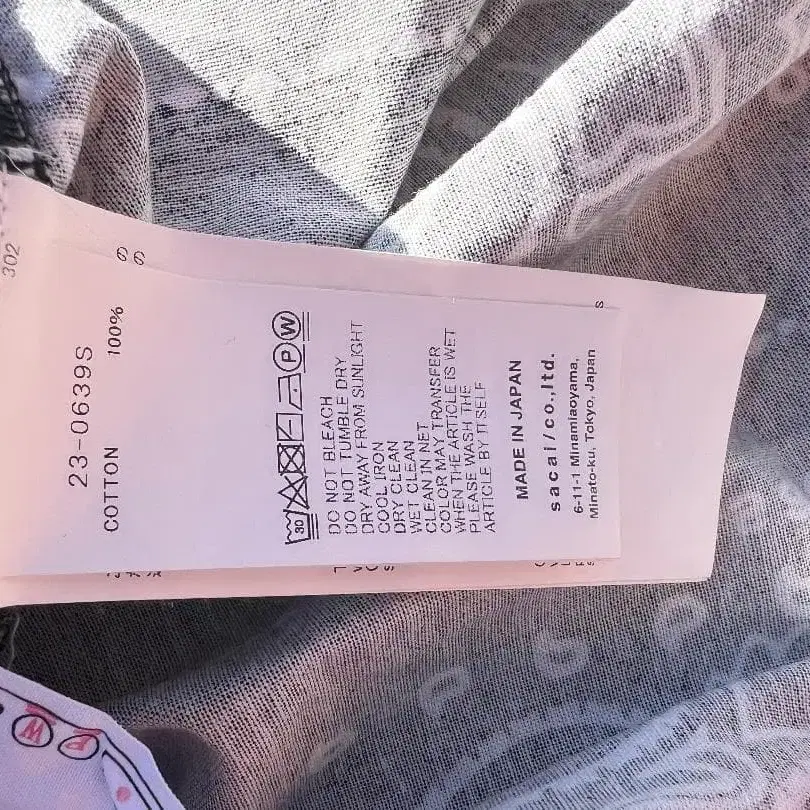 302
23-0639S
COTTON 100%
30 P W
DO NOT BLEACH
DO NOT TUMBLE DRY
DRY AWAY FROM SUNLIGHT
COOL IRON
DRY CLEAN
WET CLEAN
CLEAN IN NET
COLOR MAY TRANSFER
WHEN THE ARTICLE IS WET
PLEASE WASH THE
ARTICLE BY ITSELF
MADE IN JAPAN
sacai/co.,ltd.
6-11-1 Minamiaoyama,
Minato-ku, Tokyo, Japan
S
W P